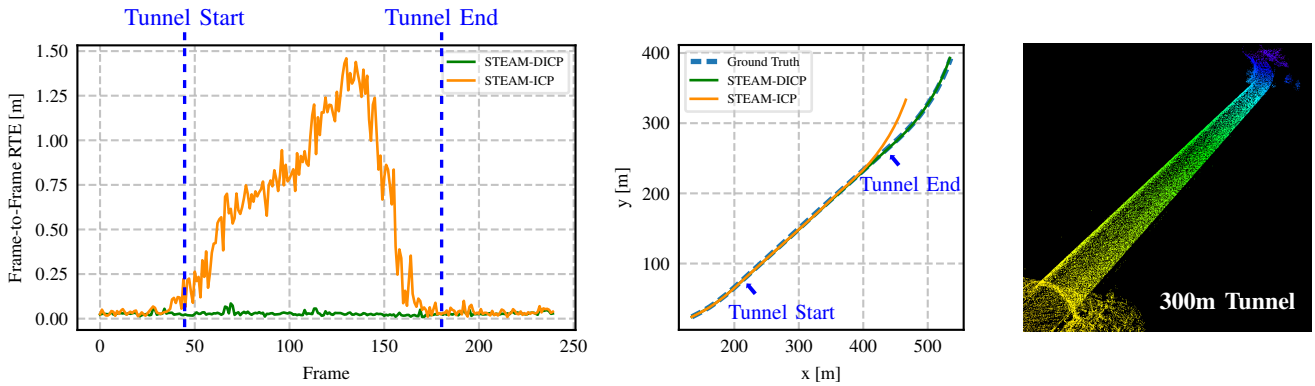 Tunnel Start
Tunnel End
Frame-to-Frame RTE [m]
1.50
1.25
1.00
0.75
0.50
0.25
0.00
STEAM-DICP
STEAM-ICP
0
50
100
150
200
250
Frame
y [m]
400
300
200
100
Ground Truth
STEAM-DICP
STEAM-ICP
Tunnel End
Tunnel Start
200
300
400
500
x [m]
300m Tunnel